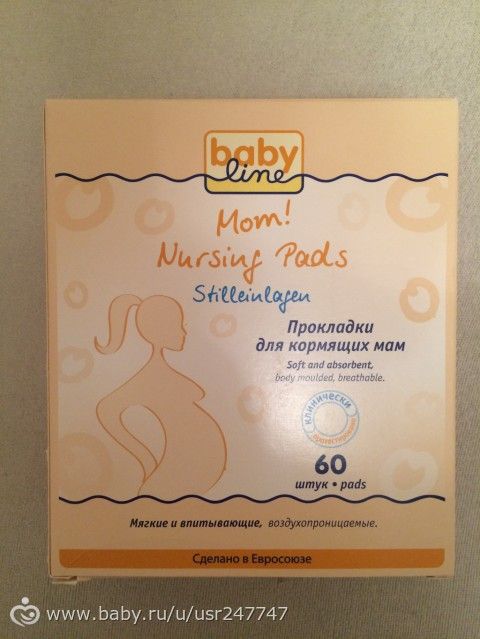 baby
line
Mom!
Nursing Pads
Stilleinlagen
Прокладки
для кормящих мам
Soft and absorbent,
body moulded, breathable.
клинически
протестировано
60
штук • pads
Мягкие и впитывающие, воздухопроницаемые.
Сделано в Евросоюзе
www.baby.ru/u/usr247747